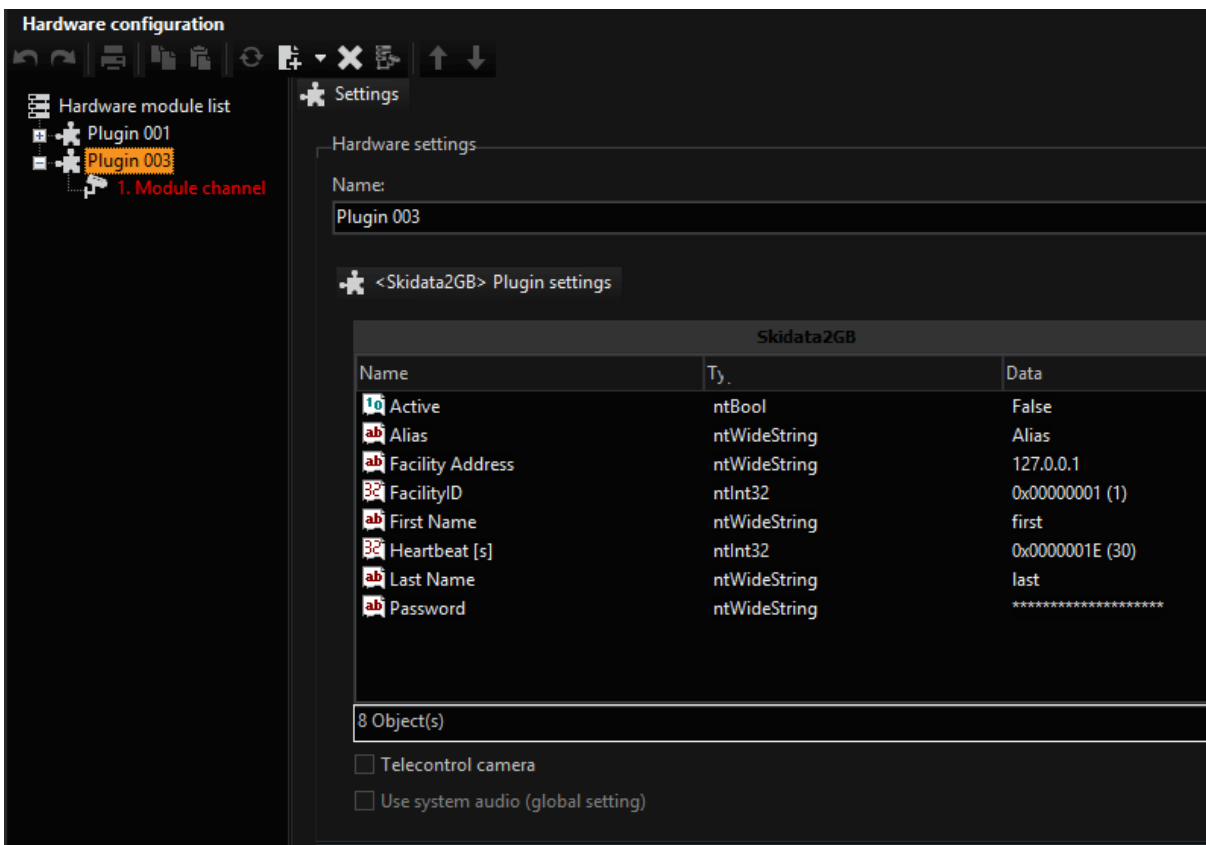 Hardware configuration
Hardware module list
Plugin 001
Plugin 003
1. Module channel
Settings
Hardware settings
Name:
Plugin 003
<Skidata2GB> Plugin settings
Skidata2GB
Name Ty. Data
Active ntBool False
Alias ntWideString Alias
Facility Address ntWideString 127.0.0.1
FacilityID ntInt32 0x00000001 (1)
First Name ntWideString first
Heartbeat [s] ntInt32 0x0000001E (30)
Last Name ntWideString last
Password ntWideString ********************
8 Object(s)
Telecontrol camera
Use system audio (global setting)